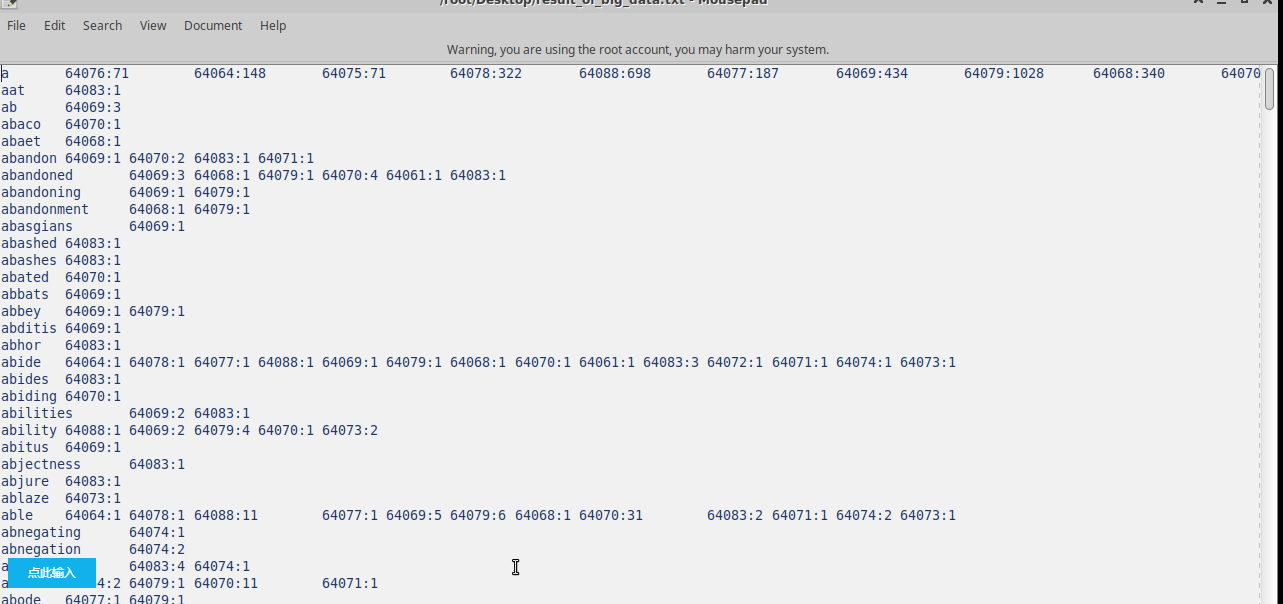 /root/Desktop/result_of_big_data.txt - Mousepad
File Edit Search View Document Help
Warning, you are using the root account, you may harm your system.
a 64076:71 64064:148 64075:71 64078:322 64088:698 64077:187 64069:434 64079:1028 64068:340 64070
aat 64083:1
ab 64069:3
abaco 64070:1
abaet 64068:1
abandon 64069:1 64070:2 64083:1 64071:1
abandoned 64069:3 64068:1 64079:1 64070:4 64061:1 64083:1
abandoning 64069:1 64079:1
abandonment 64068:1 64079:1
abasgians 64069:1
abashed 64083:1
abashes 64083:1
abated 64070:1
abbats 64069:1
abbey 64069:1 64079:1
abditis 64069:1
abhor 64083:1
abide 64064:1 64078:1 64077:1 64088:1 64069:1 64079:1 64068:1 64070:1 64061:1 64083:3 64072:1 64071:1 64074:1 64073:1
abides 64083:1
abiding 64070:1
abilities 64069:2 64083:1
ability 64088:1 64069:2 64079:4 64070:1 64073:2
abitus 64069:1
abjectness 64083:1
abjure 64083:1
ablaze 64073:1
able 64064:1 64078:1 64088:11 64077:1 64069:5 64079:6 64068:1 64070:31 64083:2 64071:1 64074:2 64073:1
abnegating 64074:1
abnegation 64074:2
a 64083:4 64074:1
点此输入
a 4:2 64079:1 64070:11 64071:1
abode 64077:1 64079:1